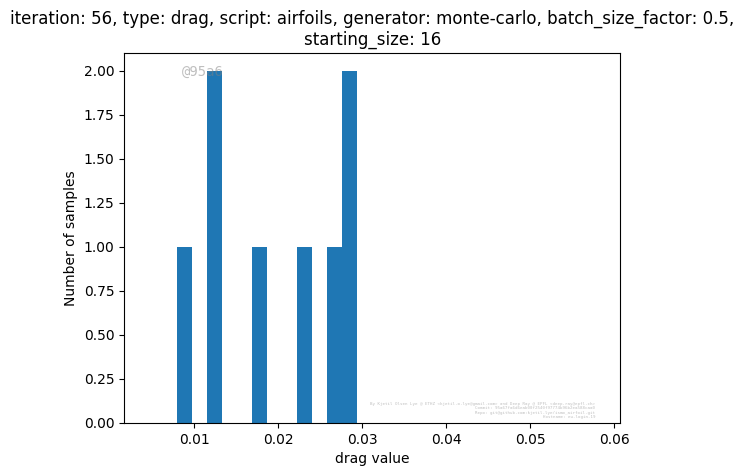 iteration: 56, type: drag, script: airfoils, generator: monte-carlo, batch_size_factor: 0.5,
starting_size: 16
@95a6
2.00
1.75
1.50
1.25
1.00
0.75
0.50
0.25
0.00
Number of samples
0.01 0.02 0.03 0.04 0.05 0.06
drag value